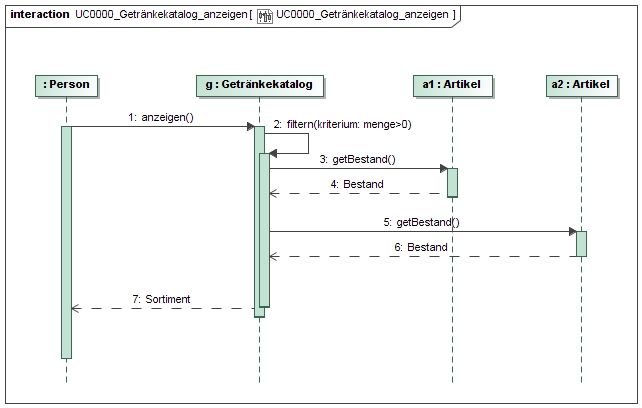 interaction UC0000_Getränkekatalog_anzeigen [ UC0000_Getränkekatalog_anzeigen ]
: Person
g : Getränkekatalog
a1 : Artikel
a2 : Artikel
1: anzeigen()
2: filtern(kriterium: menge>0)
3: getBestand()
4: Bestand
5: getBestand()
6: Bestand
7: Sortiment